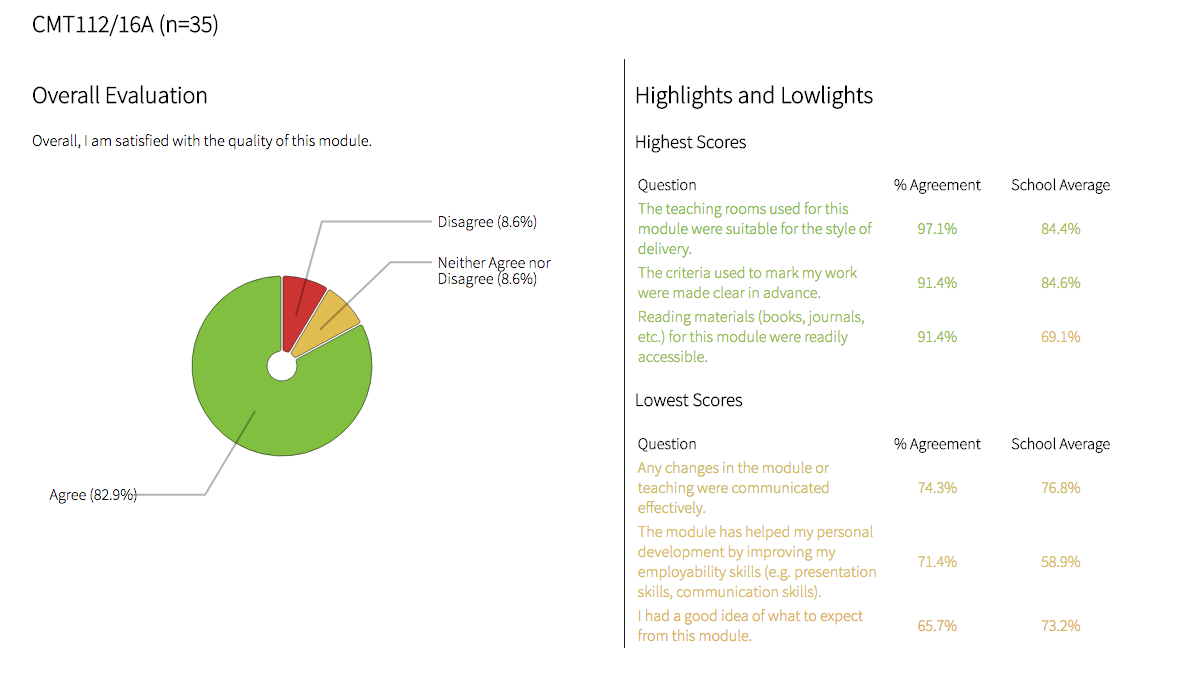 CMT112/16A (n=35)
Overall Evaluation
Overall, I am satisfied with the quality of this module.
Disagree (8.6%)
Neither Agree nor
Disagree (8.6%)
Agree (82.9%)
Highlights and Lowlights
Highest Scores
Question % Agreement School Average
The teaching rooms used for this
module were suitable for the style of 97.1% 84.4%
delivery.
The criteria used to mark my work
were made clear in advance. 91.4% 84.6%
Reading materials (books, journals,
etc.) for this module were readily 91.4% 69.1%
accessible.
Lowest Scores
Question % Agreement School Average
Any changes in the module or
teaching were communicated 74.3% 76.8%
effectively.
The module has helped my personal
development by improving my
employability skills (e.g. presentation 71.4% 58.9%
skills, communication skills).
I had a good idea of what to expect
from this module. 65.7% 73.2%